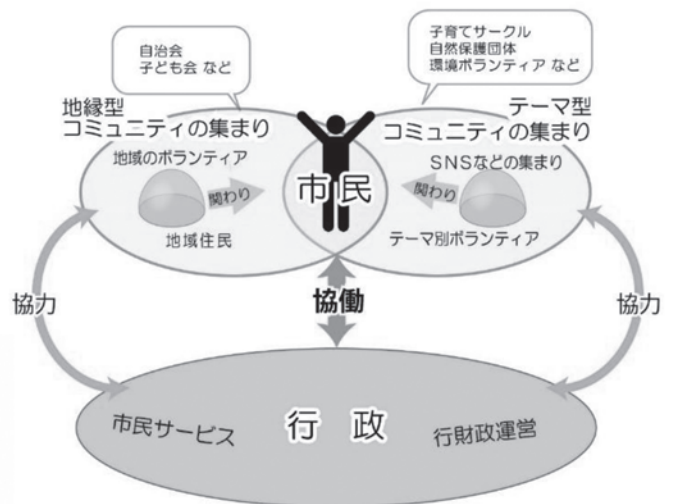 自治会
子ども会 など
子育てサークル
自然保護団体
環境ボランティア など
地縁型
コミュニティの集まり
テーマ型
コミュニティの集まり
地域のボランティア
関わり
地域住民
市民
SNSなどの集まり
関わり
テーマ別ボランティア
協力
協働
協力
市民サービス
行 政
行財政運営